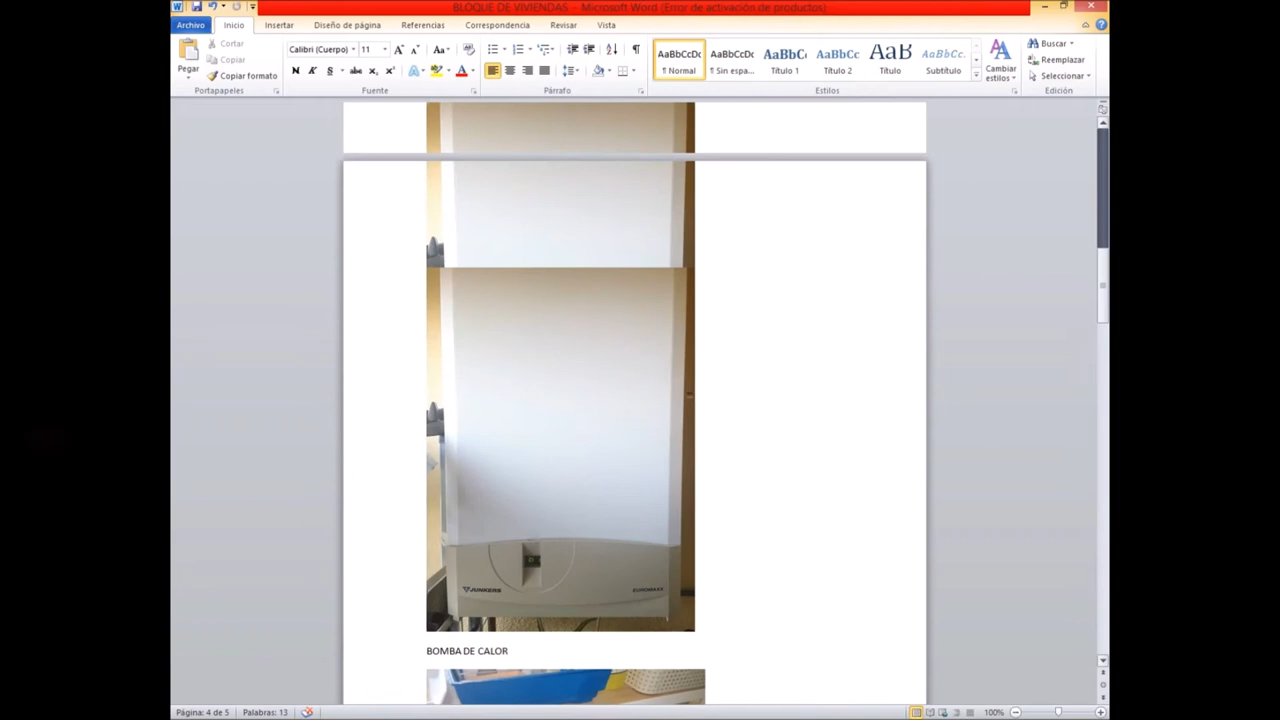 BLOQUE DE VIVIENDAS - Microsoft Word (Error de activación de productos)
Archivo Inicio Insertar Diseño de página Referencias Correspondencia Revisar Vista
Pegar
Cortar
Copiar
Copiar formato
Portapapeles
Calibri (Cuerpo) 11
N K S abc x₂ x²
Fuente
Párrafo
AaBbCcDc AaBbCcDc AaBbC AaBbCc AaB AaBbCc.
¶ Normal ¶ Sin espa... Título 1 Título 2 Título Subtítulo
Cambiar
estilos
Estilos
Buscar
Reemplazar
Seleccionar
Edición
JUNKERS EUROMAXX
BOMBA DE CALOR
Página: 4 de 5 Palabras: 13 100%